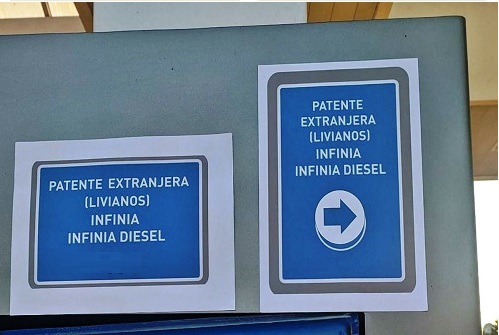 PATENTE EXTRANJERA
(LIVIANOS)
INFINIA
INFINIA DIESEL
PATENTE
EXTRANJERA
(LIVIANOS)
INFINIA
INFINIA DIESEL